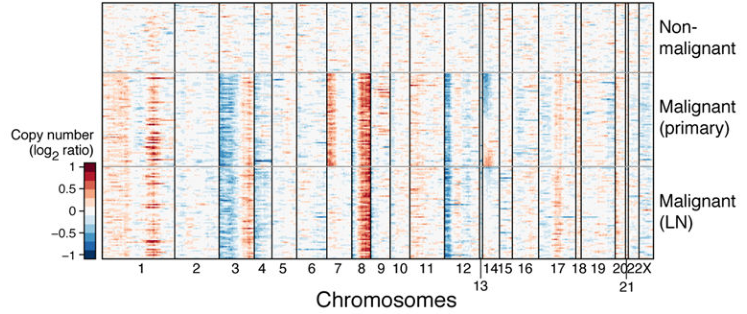 Non-
malignant
Malignant
(primary)
Malignant
(LN)
Copy number
(log2 ratio)
1
0.5
0
−0.5
−1
1 2 3 4 5 6 7 8 9 10 11 12 13 14 15 16 17 18 19 20 21 22 X
Chromosomes